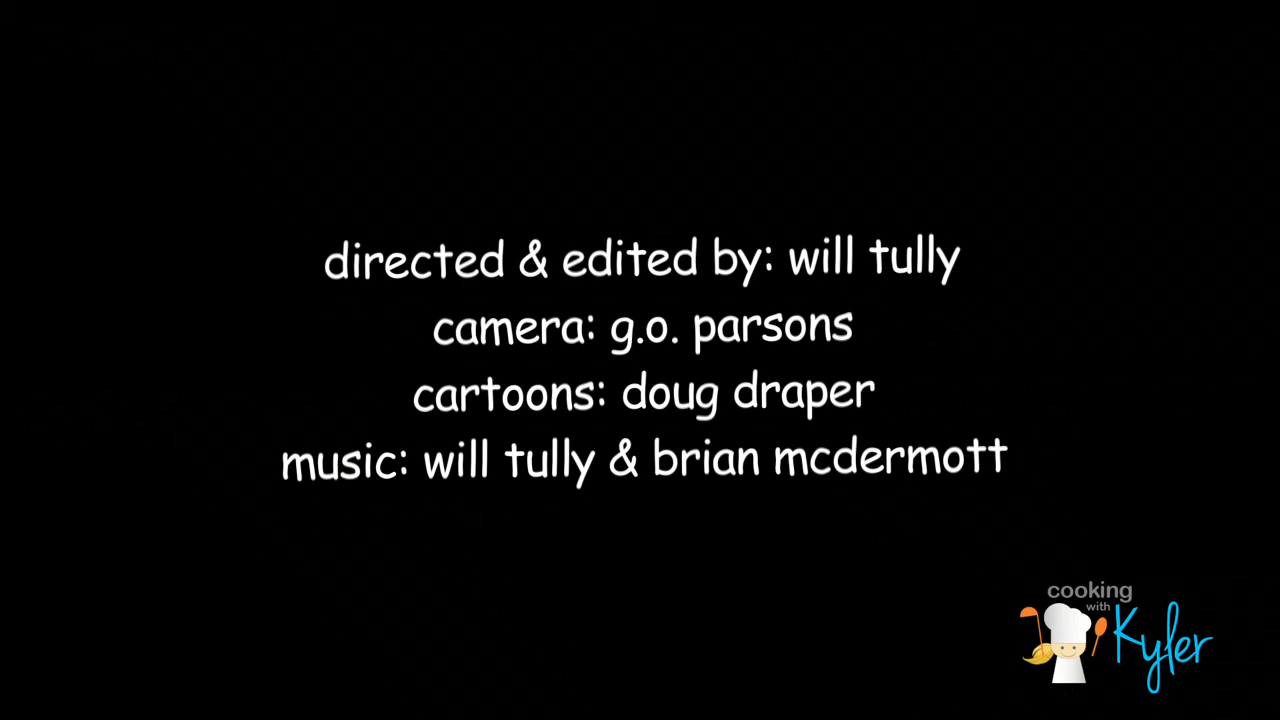 directed & edited by: will tully
camera: g.o. parsons
cartoons: doug draper
music: will tully & brian mcdermott
cooking
with
Kyler